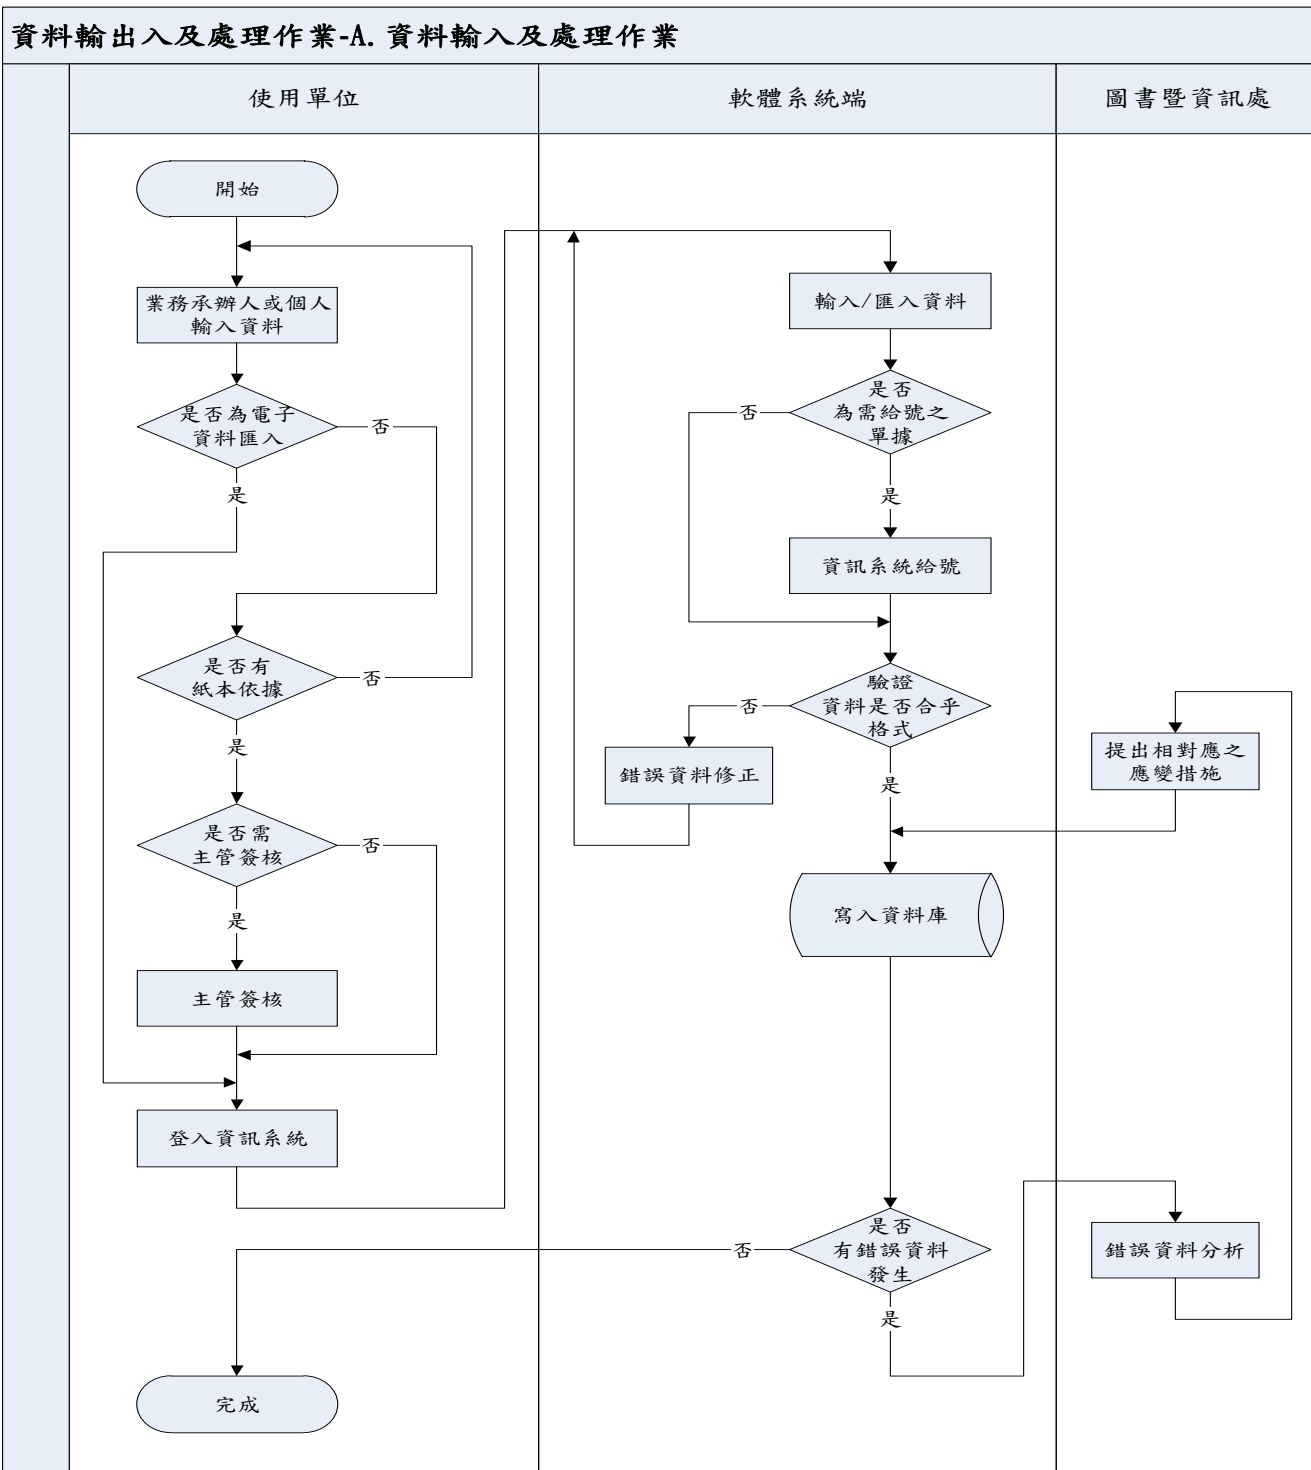 資料輸出入及處理作業-A.資料輸入及處理作業
使用單位
軟體系統端
圖書暨資訊處
開始
業務承辦人或個人
輸入資料
是否為電子
資料匯入
否
是
是否有
紙本依據
否
是
是否需
主管簽核
否
是
主管簽核
登入資訊系統
完成
輸入/匯入資料
是否
為需給號之
單據
否
是
資訊系統給號
驗證
資料是否合乎
格式
否
錯誤資料修正
是
寫入資料庫
是否
有錯誤資料
發生
否
是
提出相對應之
應變措施
錯誤資料分析